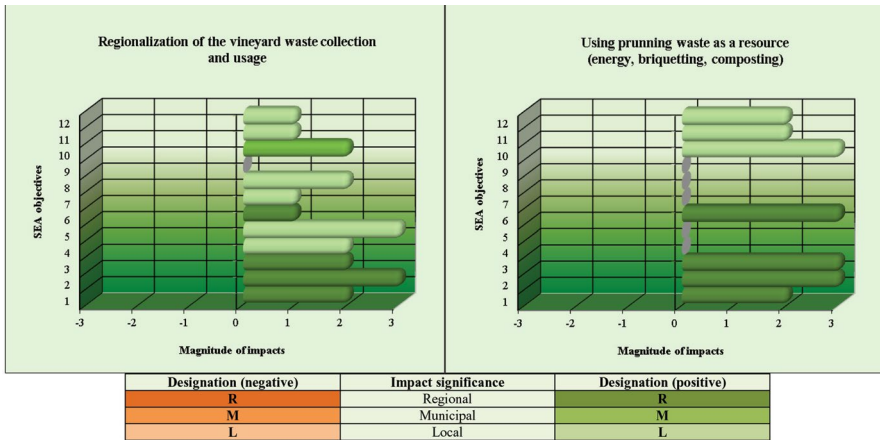 Regionalization of the vineyard waste collection
and usage
12
11
10
9
8
7
6
5
4
3
2
1
SEA objectives
-3 -2 -1 0 1 2 3
Magnitude of impacts
Using prunning waste as a resource
(energy, briquetting, composting)
12
11
10
9
8
7
6
5
4
3
2
1
SEA objectives
-3 -2 -1 0 1 2 3
Magnitude of impacts
Designation (negative) Impact significance Designation (positive)
R Regional R
M Municipal M
L Local L